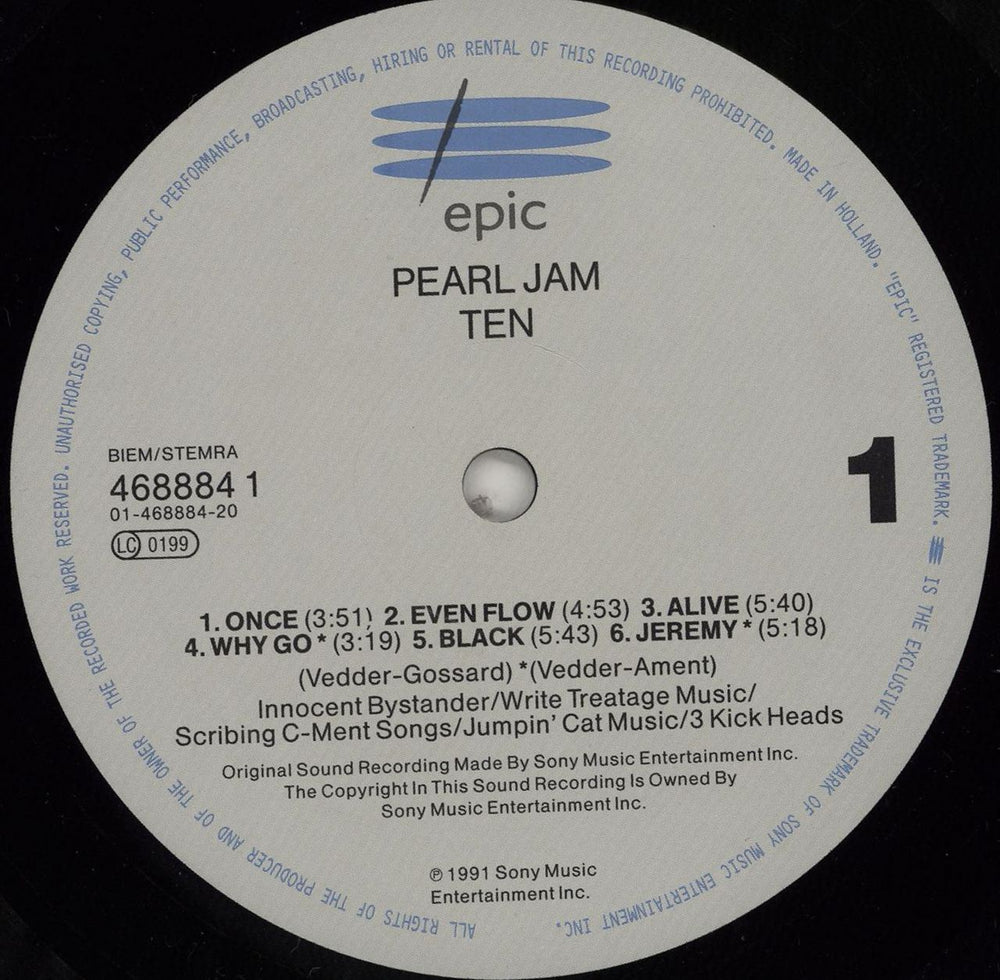 ALL RIGHTS OF THE PRODUCER AND OF THE OWNER OF THE RECORDED WORK RESERVED. UNAUTHORISED COPYING, PUBLIC PERFORMANCE, BROADCASTING, HIRING OR RENTAL OF THIS RECORDING PROHIBITED. MADE IN HOLLAND. "EPIC" REGISTERED TRADEMARK. IS THE EXCLUSIVE TRADEMARK OF SONY MUSIC ENTERTAINMENT INC.
epic
PEARL JAM
TEN
BIEM/STEMRA
468884 1
01-468884-20
LC 0199
1
1. ONCE (3:51) 2. EVEN FLOW (4:53) 3. ALIVE (5:40)
4. WHY GO * (3:19) 5. BLACK (5:43) 6. JEREMY * (5:18)
(Vedder-Gossard) *(Vedder-Ament)
Innocent Bystander/Write Treatage Music/
Scribing C-Ment Songs/Jumpin' Cat Music/3 Kick Heads
Original Sound Recording Made By Sony Music Entertainment Inc.
The Copyright In This Sound Recording Is Owned By
Sony Music Entertainment Inc.
℗ 1991 Sony Music
Entertainment Inc.